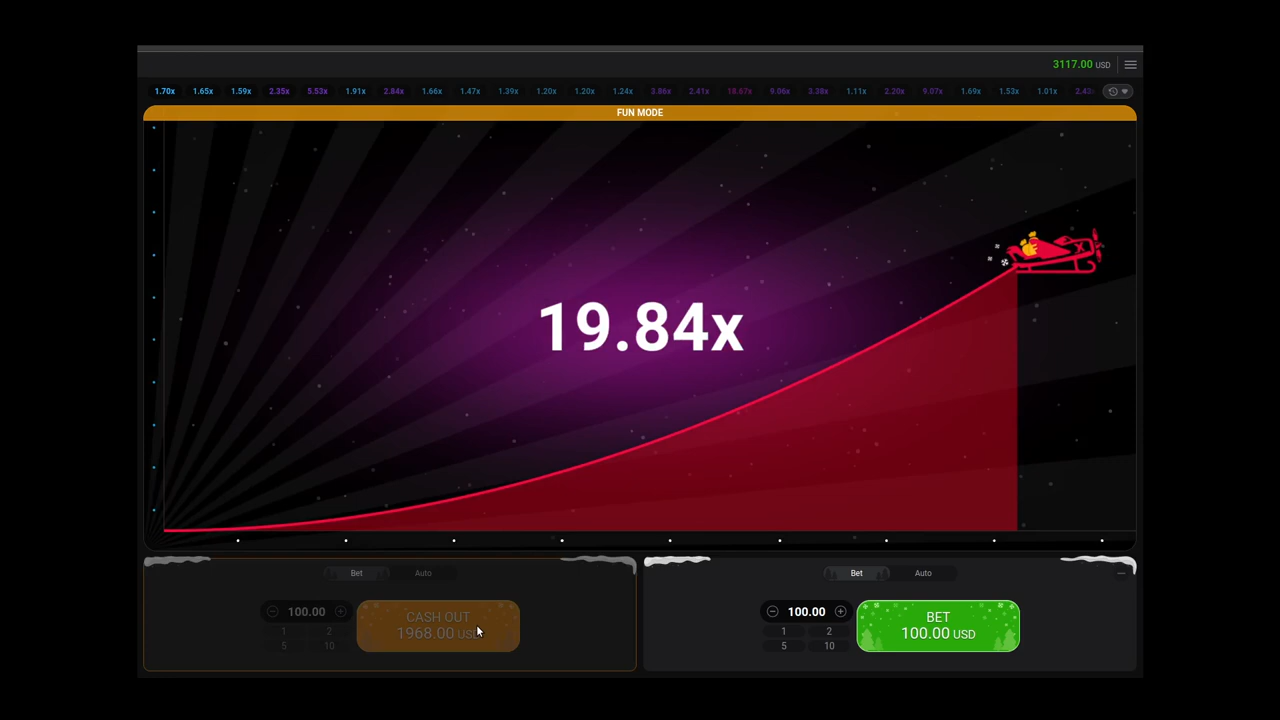 3117.00 USD
1.70x 1.65x 1.59x 2.35x 5.53x 1.91x 2.84x 1.66x 1.47x 1.39x 1.20x 1.20x 1.24x 3.86x 2.41x 18.67x 9.06x 3.38x 1.11x 2.20x 9.07x 1.69x 1.53x 1.01x
FUN MODE
19.84x
Bet Auto
100.00
1 2
5 10
CASH OUT
1968.00 USD
Bet Auto
100.00
1 2
5 10
BET
100.00 USD